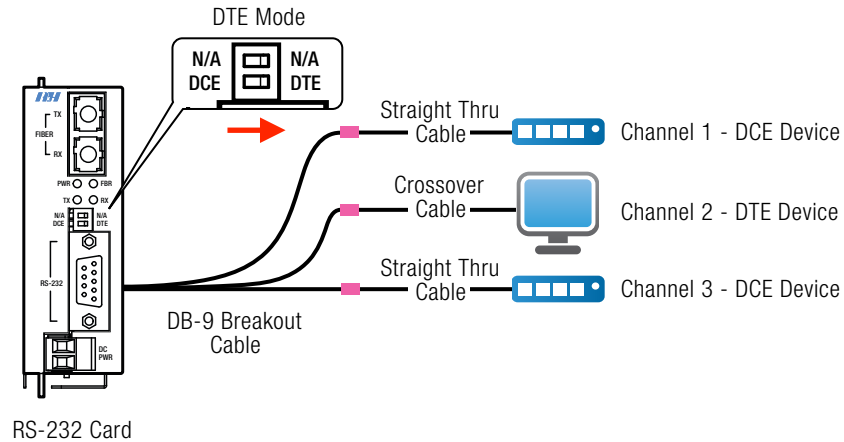 DTE Mode
N/A N/A
DCE DTE
TX
FIBER
RX
PWR FBR
TX RX
N/A N/A
DCE DTE
RS-232
DC
PWR
Straight Thru
Cable
Channel 1 - DCE Device
Crossover
Cable
Channel 2 - DTE Device
Straight Thru
Cable
Channel 3 - DCE Device
DB-9 Breakout
Cable
RS-232 Card